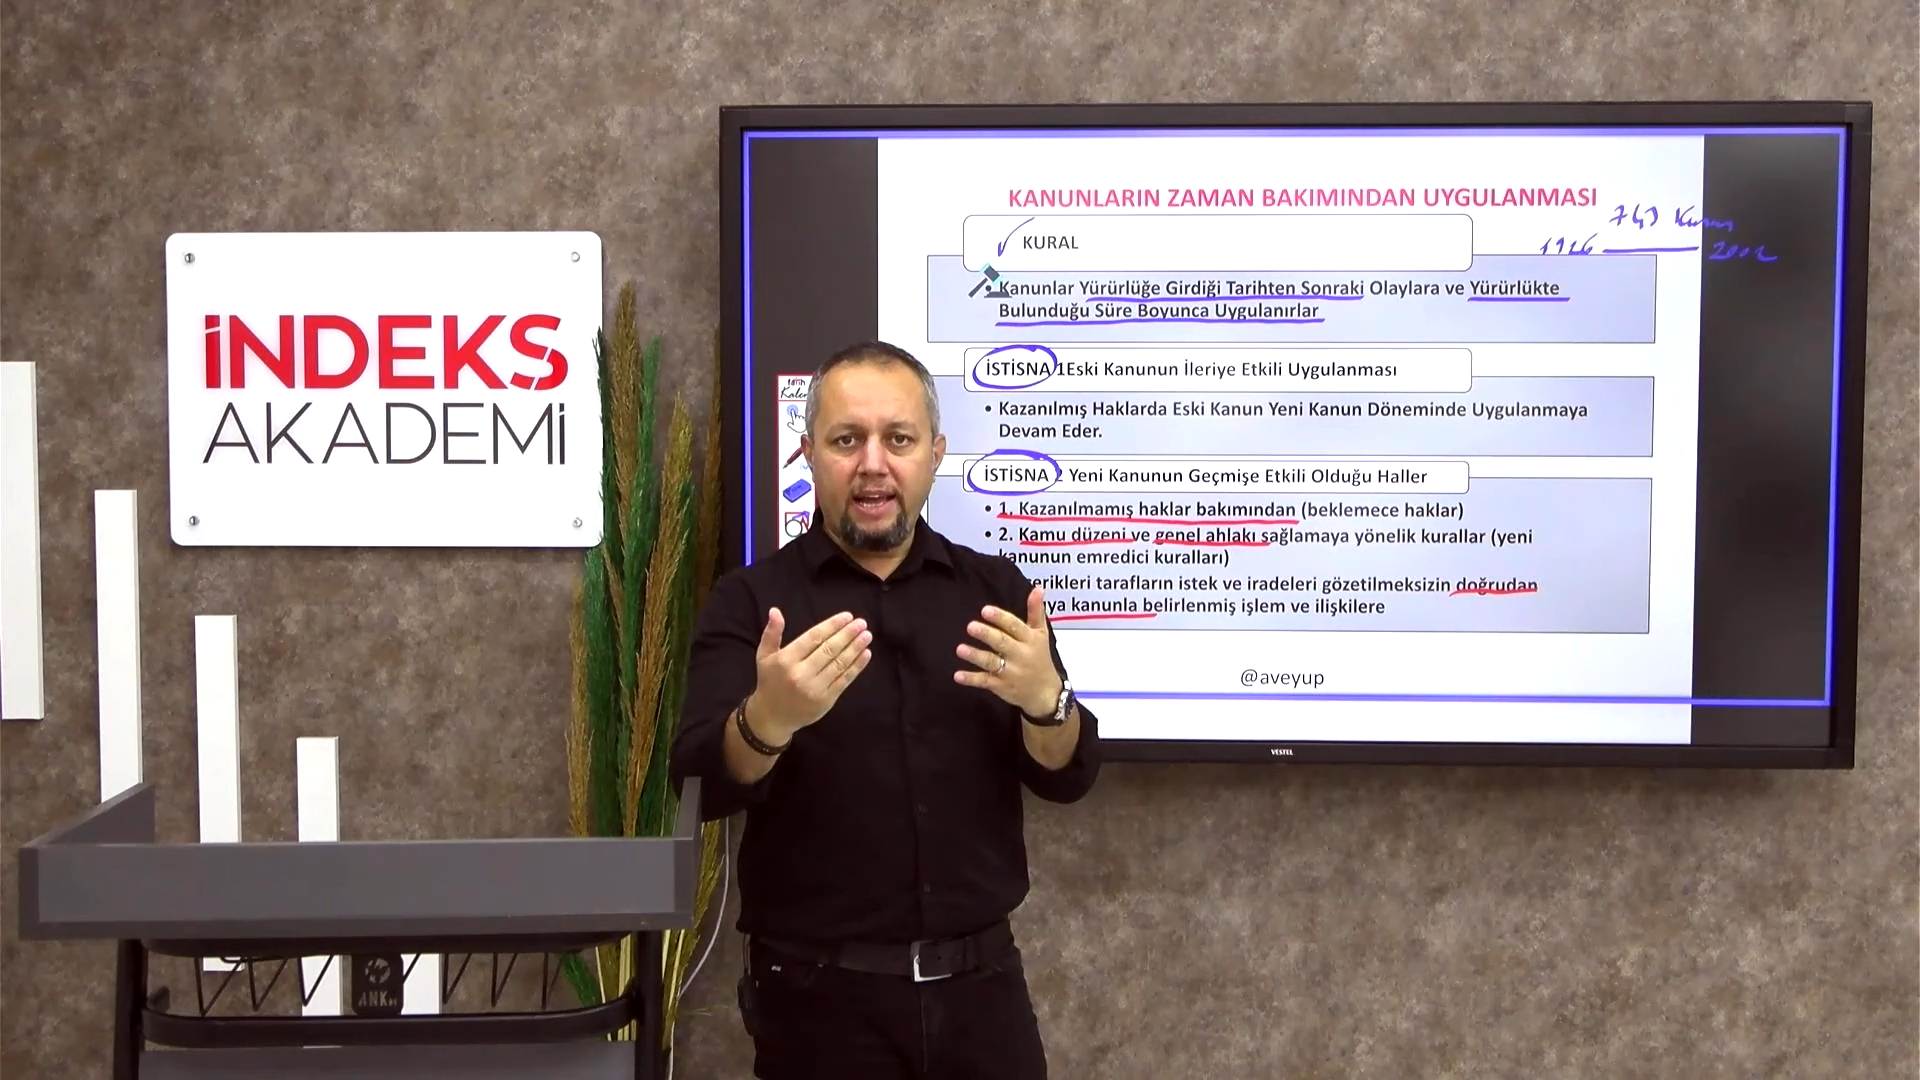 İNDEKS
AKADEMİ
KANUNLARIN ZAMAN BAKIMINDAN UYGULANMASI
743
1926 2002
KURAL
• Kanunlar Yürürlüğe Girdiği Tarihten Sonraki Olaylara ve Yürürlükte
Bulunduğu Süre Boyunca Uygulanırlar
İSTİSNA 1Eski Kanunun İleriye Etkili Uygulanması
• Kazanılmış Haklarda Eski Kanun Yeni Kanun Döneminde Uygulanmaya
Devam Eder.
İSTİSNA 2 Yeni Kanunun Geçmişe Etkili Olduğu Haller
• 1. Kazanılmamış haklar bakımından (beklemece haklar)
• 2. Kamu düzeni ve genel ahlakı sağlamaya yönelik kurallar (yeni
kanunun emredici kuralları)
tarafların istek ve iradeleri gözetilmeksizin doğrudan
kanunla belirlenmiş işlem ve ilişkilere
@aveyup
VESTEL